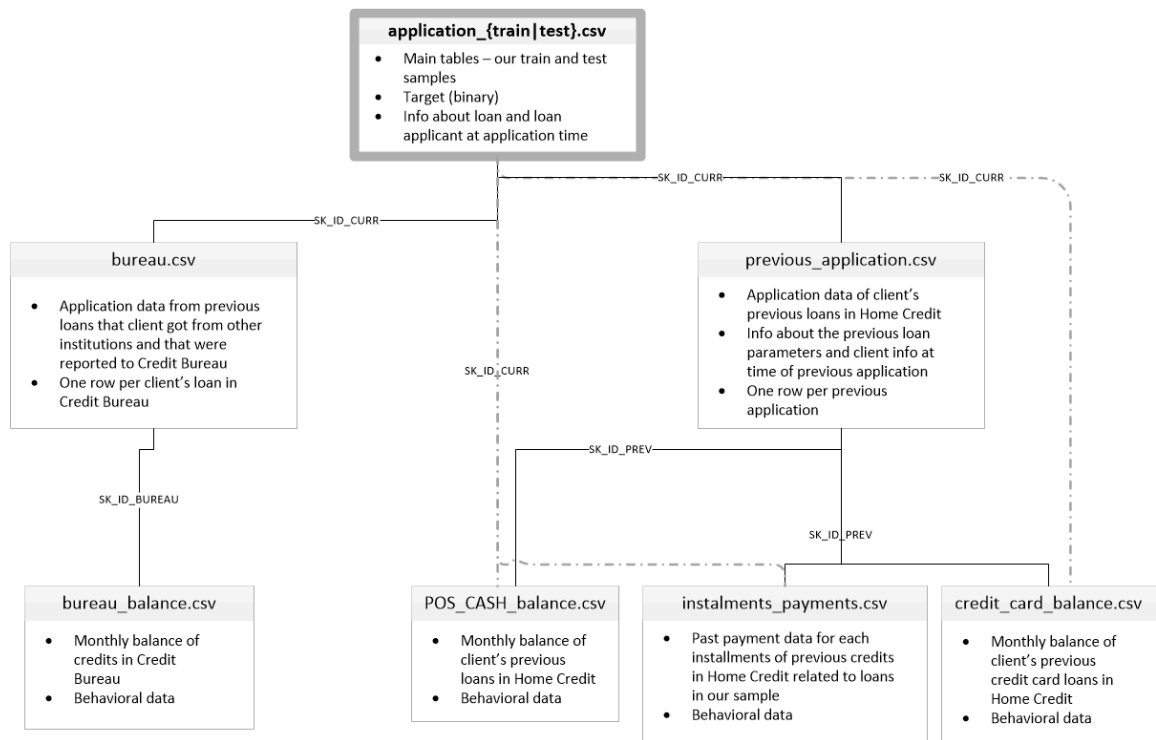 application_{train|test}.csv
• Main tables – our train and test
samples
• Target (binary)
• Info about loan and loan
applicant at application time
SK_ID_CURR
SK_ID_CURR
SK_ID_CURR
bureau.csv
• Application data from previous
loans that client got from other
institutions and that were
reported to Credit Bureau
• One row per client's loan in
Credit Bureau
previous_application.csv
• Application data of client's
previous loans in Home Credit
• Info about the previous loan
parameters and client info at
time of previous application
• One row per previous
application
SK_ID_CURR
SK_ID_PREV
SK_ID_BUREAU
SK_ID_PREV
bureau_balance.csv
• Monthly balance of
credits in Credit
Bureau
• Behavioral data
POS_CASH_balance.csv
• Monthly balance of
client's previous
loans in Home Credit
• Behavioral data
instalments_payments.csv
• Past payment data for each
installments of previous credits
in Home Credit related to loans
in our sample
• Behavioral data
credit_card_balance.csv
• Monthly balance of
client's previous
credit card loans in
Home Credit
• Behavioral data